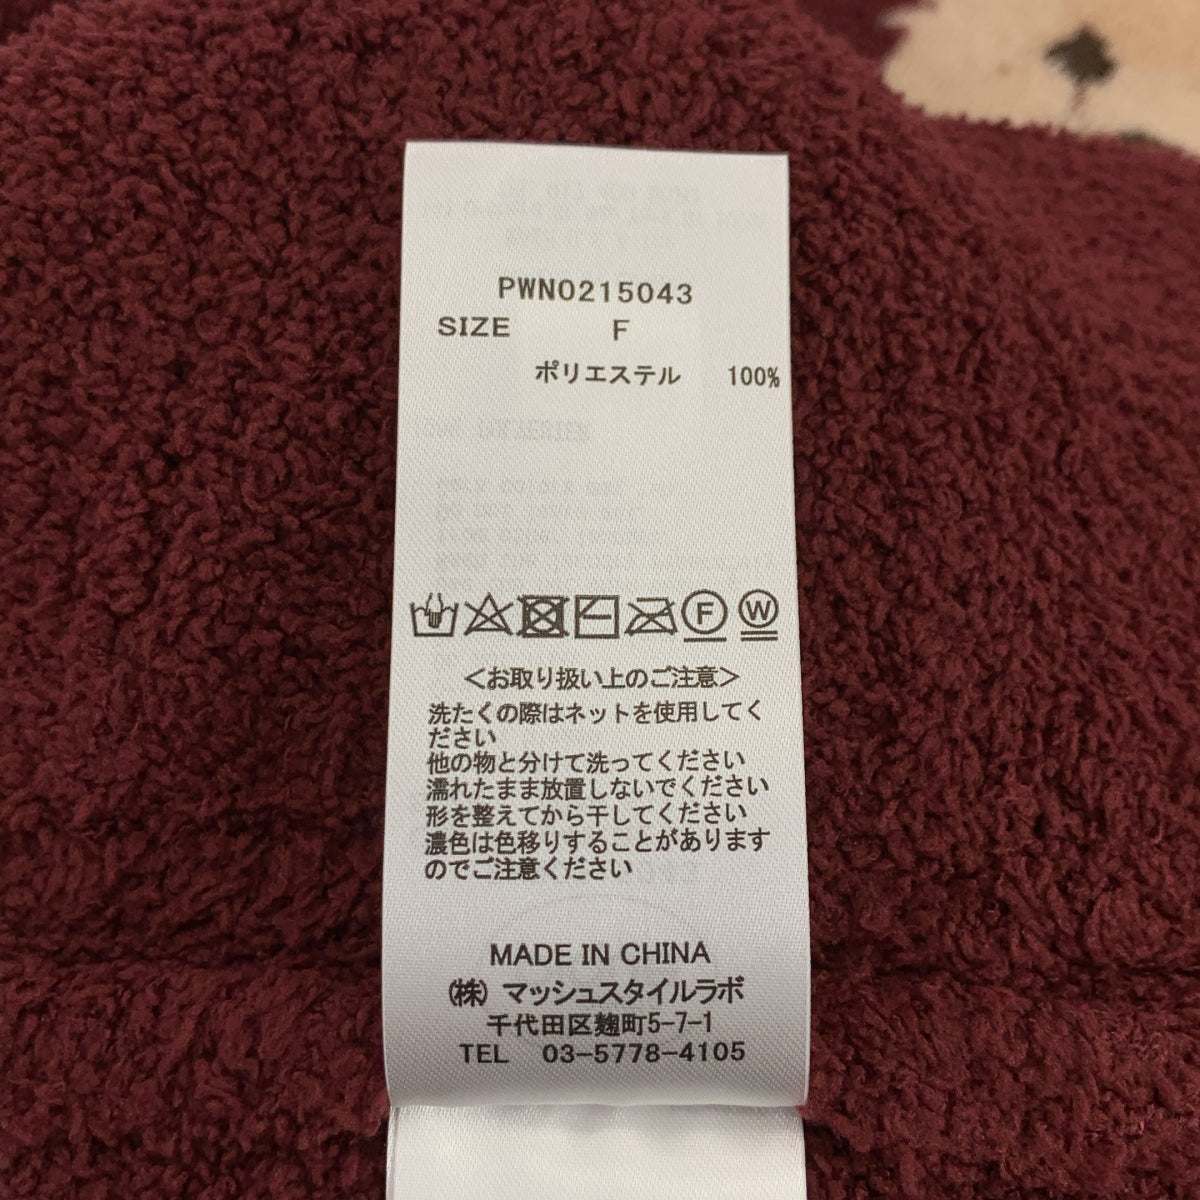 PWNO215043
SIZE F
ポリエステル 100%
F W
<お取り扱い上のご注意>
洗たくの際はネットを使用してく
ださい
他の物と分けて洗ってください
濡れたまま放置しないでください
形を整えてから干してください
濃色は色移りすることがあります
のでご注意ください
MADE IN CHINA
(株) マッシュスタイルラボ
千代田区麹町5-7-1
TEL 03-5778-4105